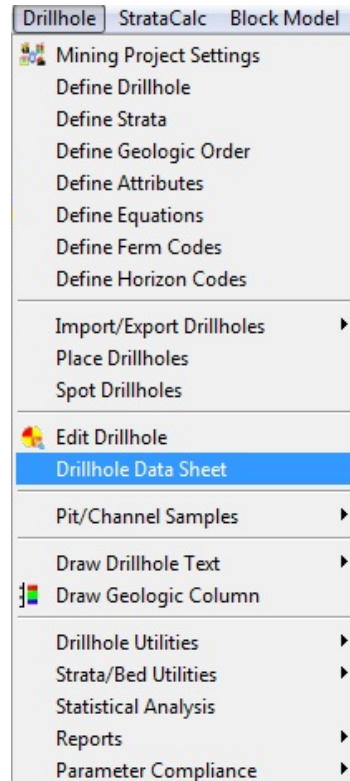 Drillhole StrataCalc Block Model
Mining Project Settings
Define Drillhole
Define Strata
Define Geologic Order
Define Attributes
Define Equations
Define Ferm Codes
Define Horizon Codes
Import/Export Drillholes
Place Drillholes
Spot Drillholes
Edit Drillhole
Drillhole Data Sheet
Pit/Channel Samples
Draw Drillhole Text
Draw Geologic Column
Drillhole Utilities
Strata/Bed Utilities
Statistical Analysis
Reports
Parameter Compliance